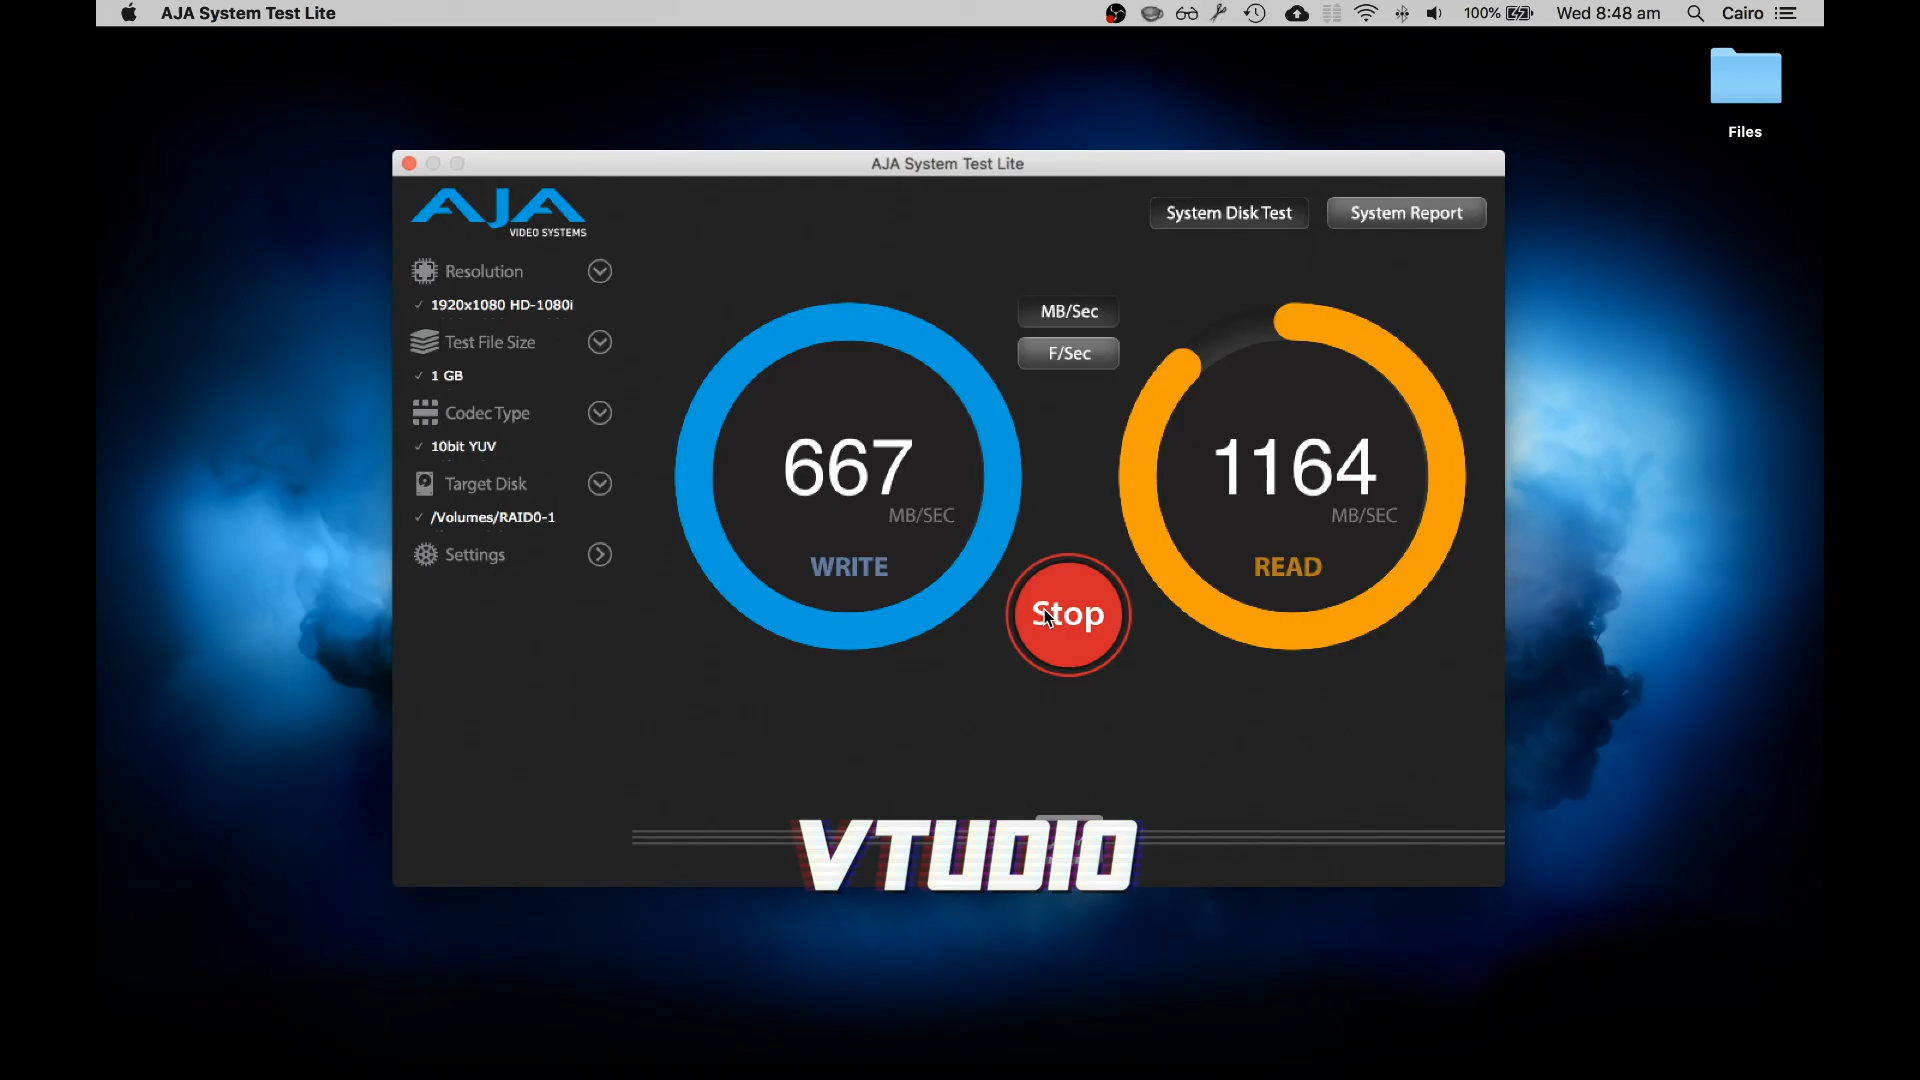 AJA System Test Lite
100%
Wed 8:48 am
Cairo
Files
AJA System Test Lite
AJA
VIDEO SYSTEMS
System Disk Test
System Report
Resolution
1920x1080 HD-1080i
Test File Size
1 GB
Codec Type
10bit YUV
Target Disk
/Volumes/RAID0-1
Settings
MB/Sec
F/Sec
667
MB/SEC
WRITE
1164
MB/SEC
READ
Stop
VTUDIO